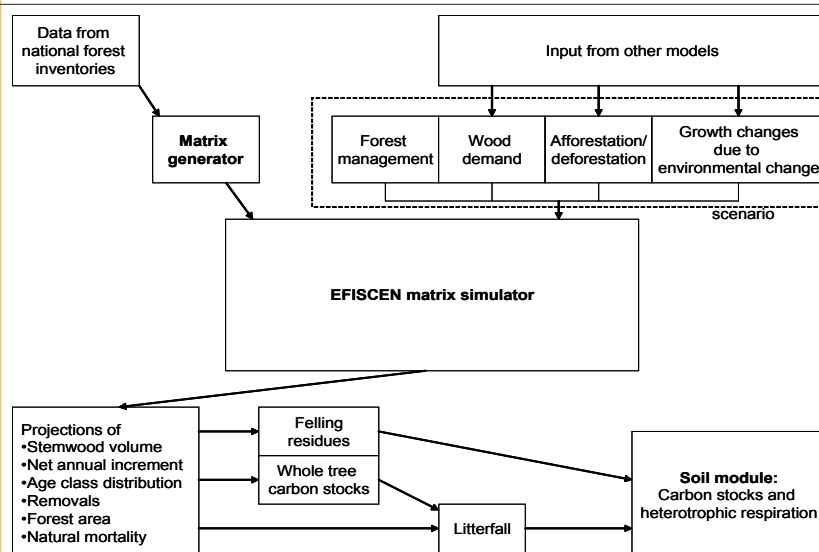 Data from
national forest
inventories
Input from other models
Matrix
generator
Forest
management
Wood
demand
Afforestation/
deforestation
Growth changes
due to
environmental change
scenario
EFISCEN matrix simulator
Projections of
•Stemwood volume
•Net annual increment
•Age class distribution
•Removals
•Forest area
•Natural mortality
Felling
residues
Whole tree
carbon stocks
Litterfall
Soil module:
Carbon stocks and
heterotrophic respiration